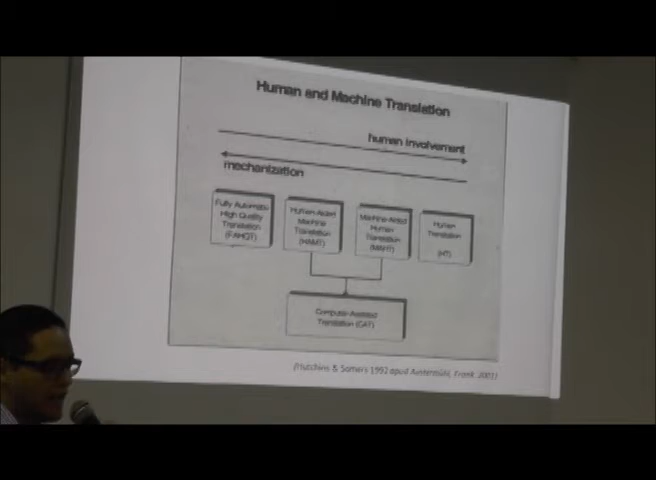 Human and Machine Translation
human involvement
mechanization
Fully Automatic
High Quality
Translation
(FAHQT)
Human-Aided
Machine
Translation
(HAMT)
Machine-Aided
Human
Translation
(MAHT)
Human
Translation
(HT)
Computer-Assisted
Translation (CAT)
(Hutchins & Somers 1992 apud Austermühl, Frank. 2001)